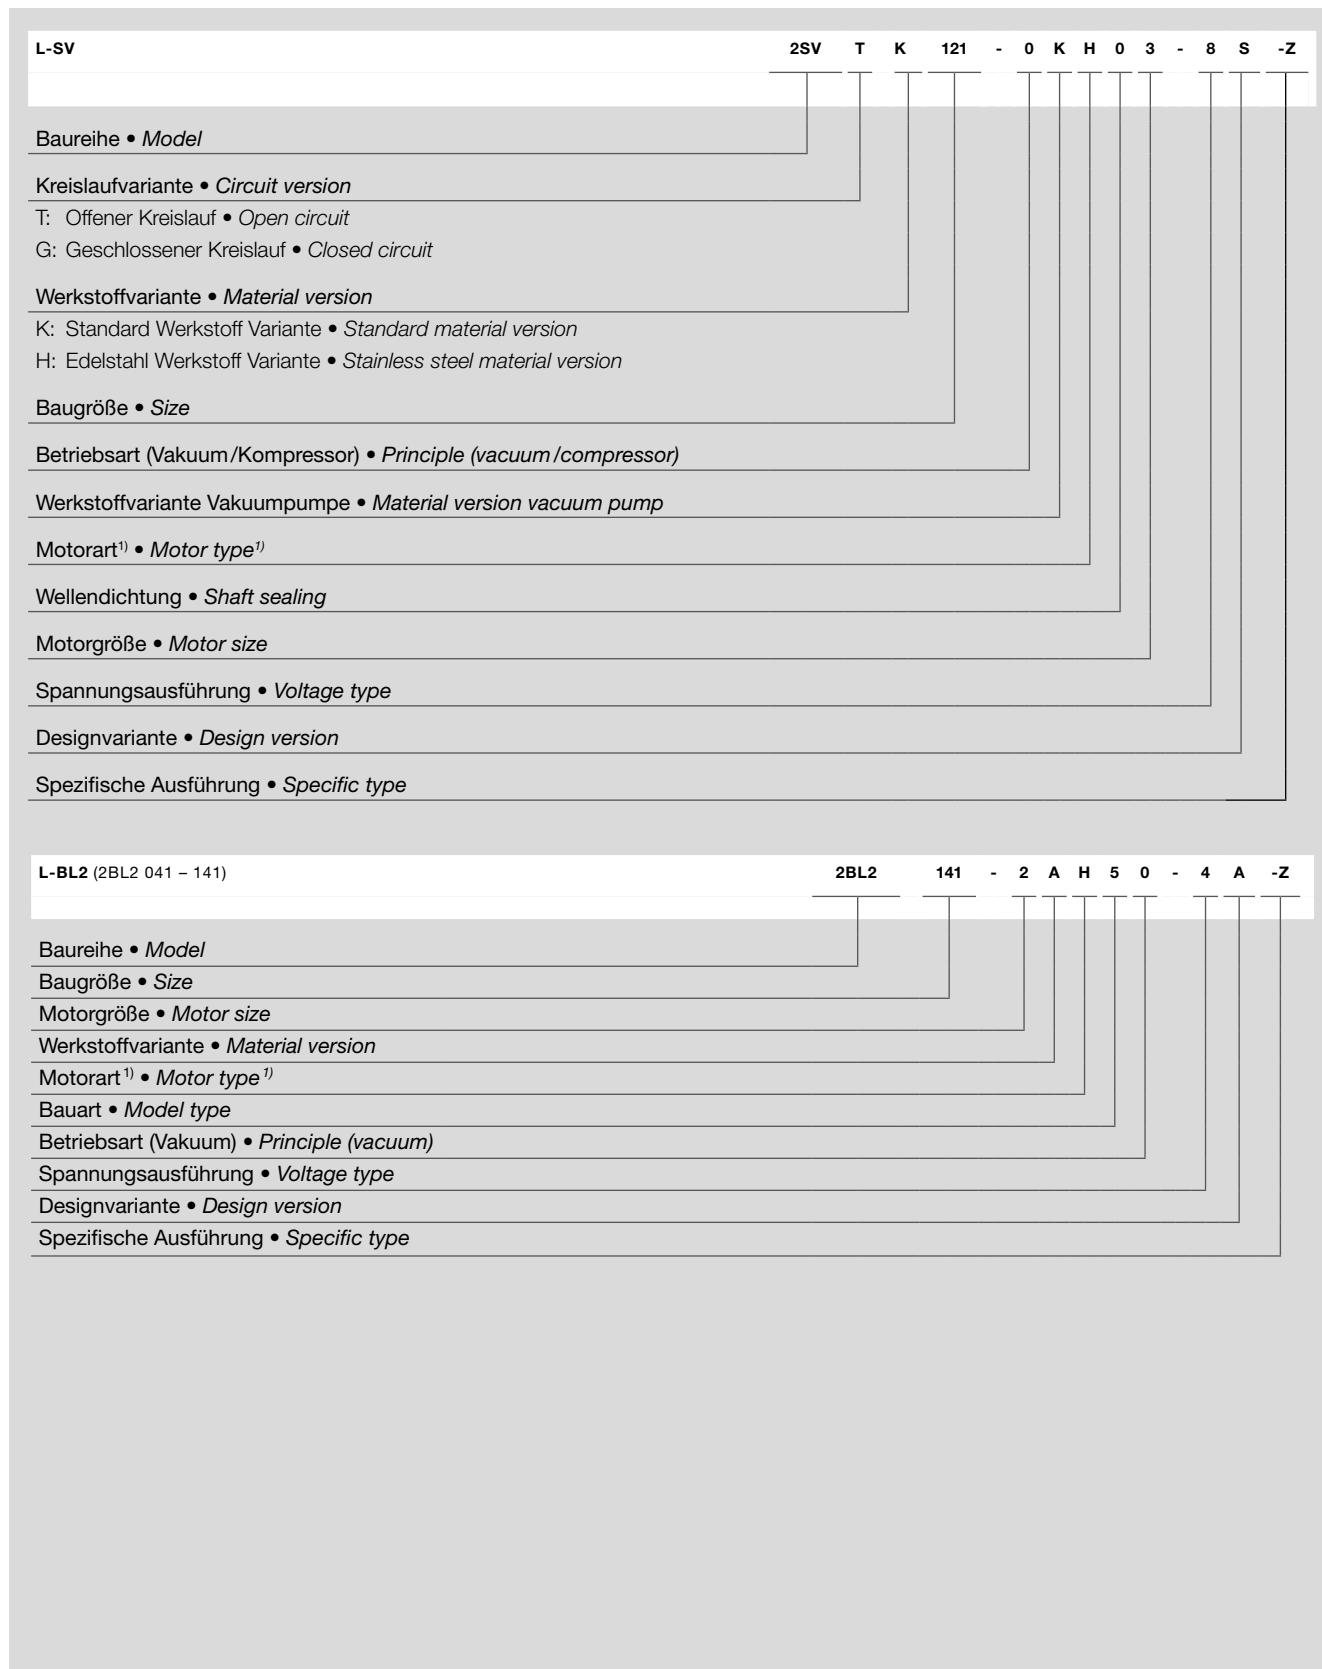 L-SV 2SV T K 121 - 0 K H 0 3 - 8 S -Z
Baureihe • Model
Kreislaufvariante • Circuit version
T: Offener Kreislauf • Open circuit
G: Geschlossener Kreislauf • Closed circuit
Werkstoffvariante • Material version
K: Standard Werkstoff Variante • Standard material version
H: Edelstahl Werkstoff Variante • Stainless steel material version
Baugröße • Size
Betriebsart (Vakuum/Kompressor) • Principle (vacuum/compressor)
Werkstoffvariante Vakuumpumpe • Material version vacuum pump
Motorart1) • Motor type1)
Wellendichtung • Shaft sealing
Motorgröße • Motor size
Spannungsausführung • Voltage type
Designvariante • Design version
Spezifische Ausführung • Specific type
L-BL2 (2BL2 041 – 141) 2BL2 141 - 2 A H 5 0 - 4 A -Z
Baureihe • Model
Baugröße • Size
Motorgröße • Motor size
Werkstoffvariante • Material version
Motorart1) • Motor type1)
Bauart • Model type
Betriebsart (Vakuum) • Principle (vacuum)
Spannungsausführung • Voltage type
Designvariante • Design version
Spezifische Ausführung • Specific type